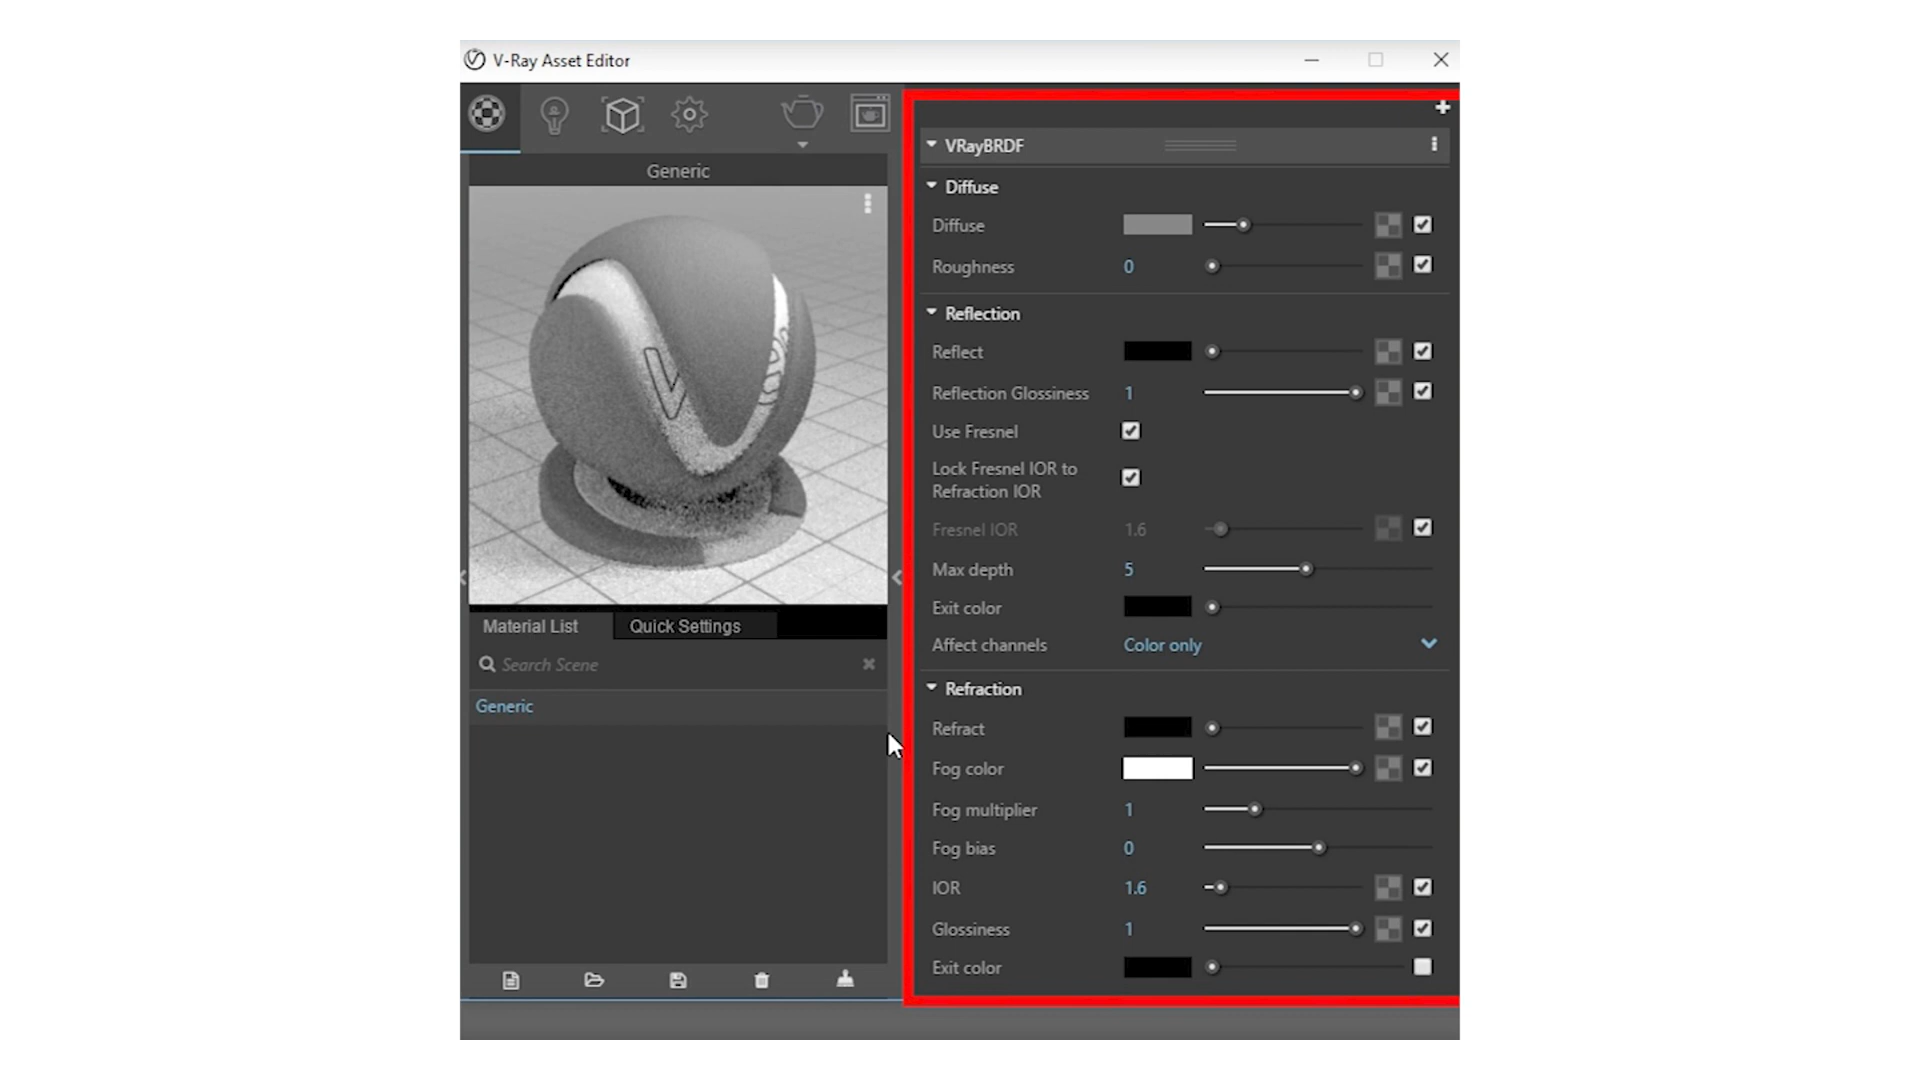 V-Ray Asset Editor
Generic
Material List
Quick Settings
Search Scene
Generic
VRayBRDF
Diffuse
Diffuse
Roughness 0
Reflection
Reflect
Reflection Glossiness 1
Use Fresnel
Lock Fresnel IOR to
Refraction IOR
Fresnel IOR 1.6
Max depth 5
Exit color
Affect channels Color only
Refraction
Refract
Fog color
Fog multiplier 1
Fog bias 0
IOR 1.6
Glossiness 1
Exit color